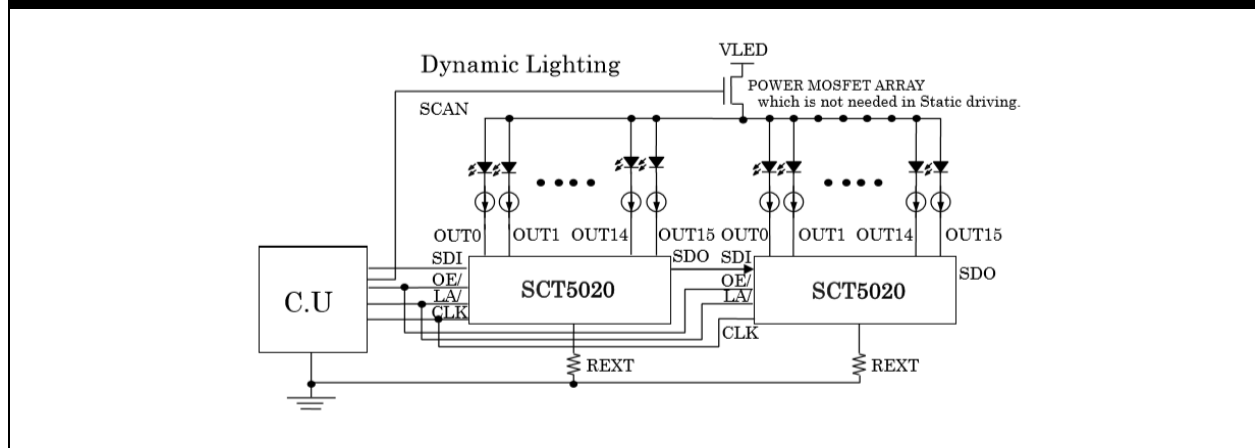 VLED
Dynamic Lighting
POWER MOSFET ARRAY
which is not needed in Static driving.
SCAN
OUT0 OUT1 OUT14 OUT15 OUT0 OUT1 OUT14 OUT15
SDI SDO SDI SDO
OE/ OE/
LA/ LA/
CLK CLK
C.U SCT5020 SCT5020
REXT REXT